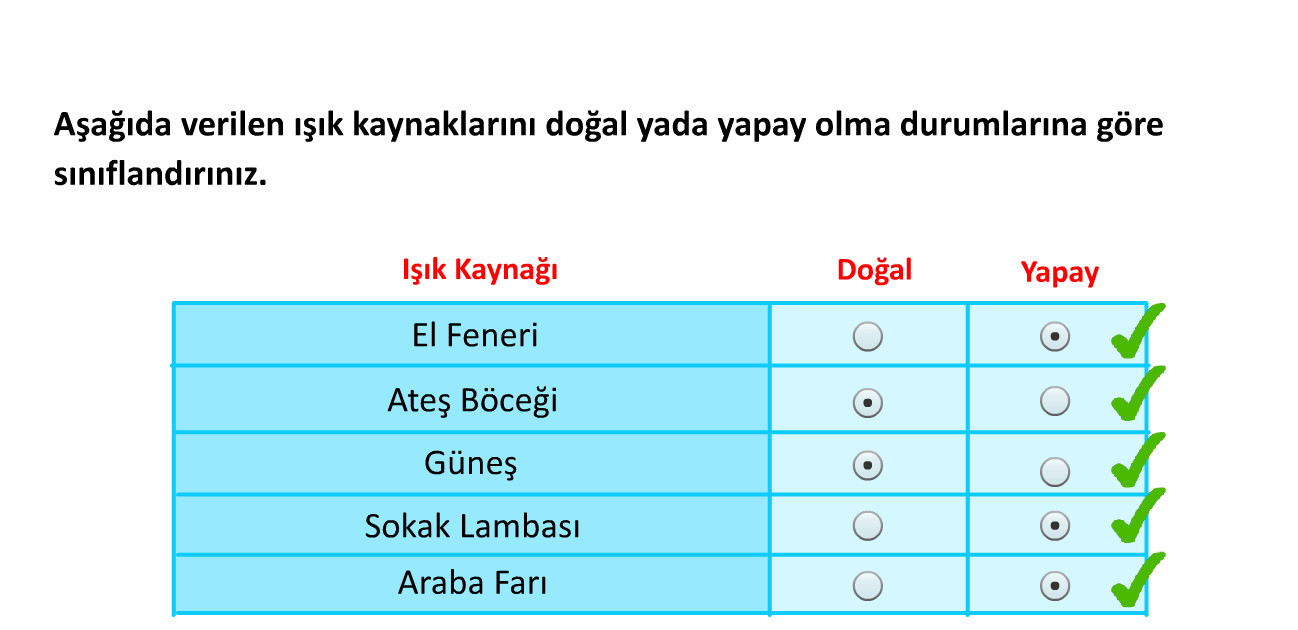 Aşağıda verilen ışık kaynaklarını doğal yada yapay olma durumlarına göre
sınıflandırınız.
Işık Kaynağı Doğal Yapay
El Feneri
Ateş Böceği
Güneş
Sokak Lambası
Araba Farı